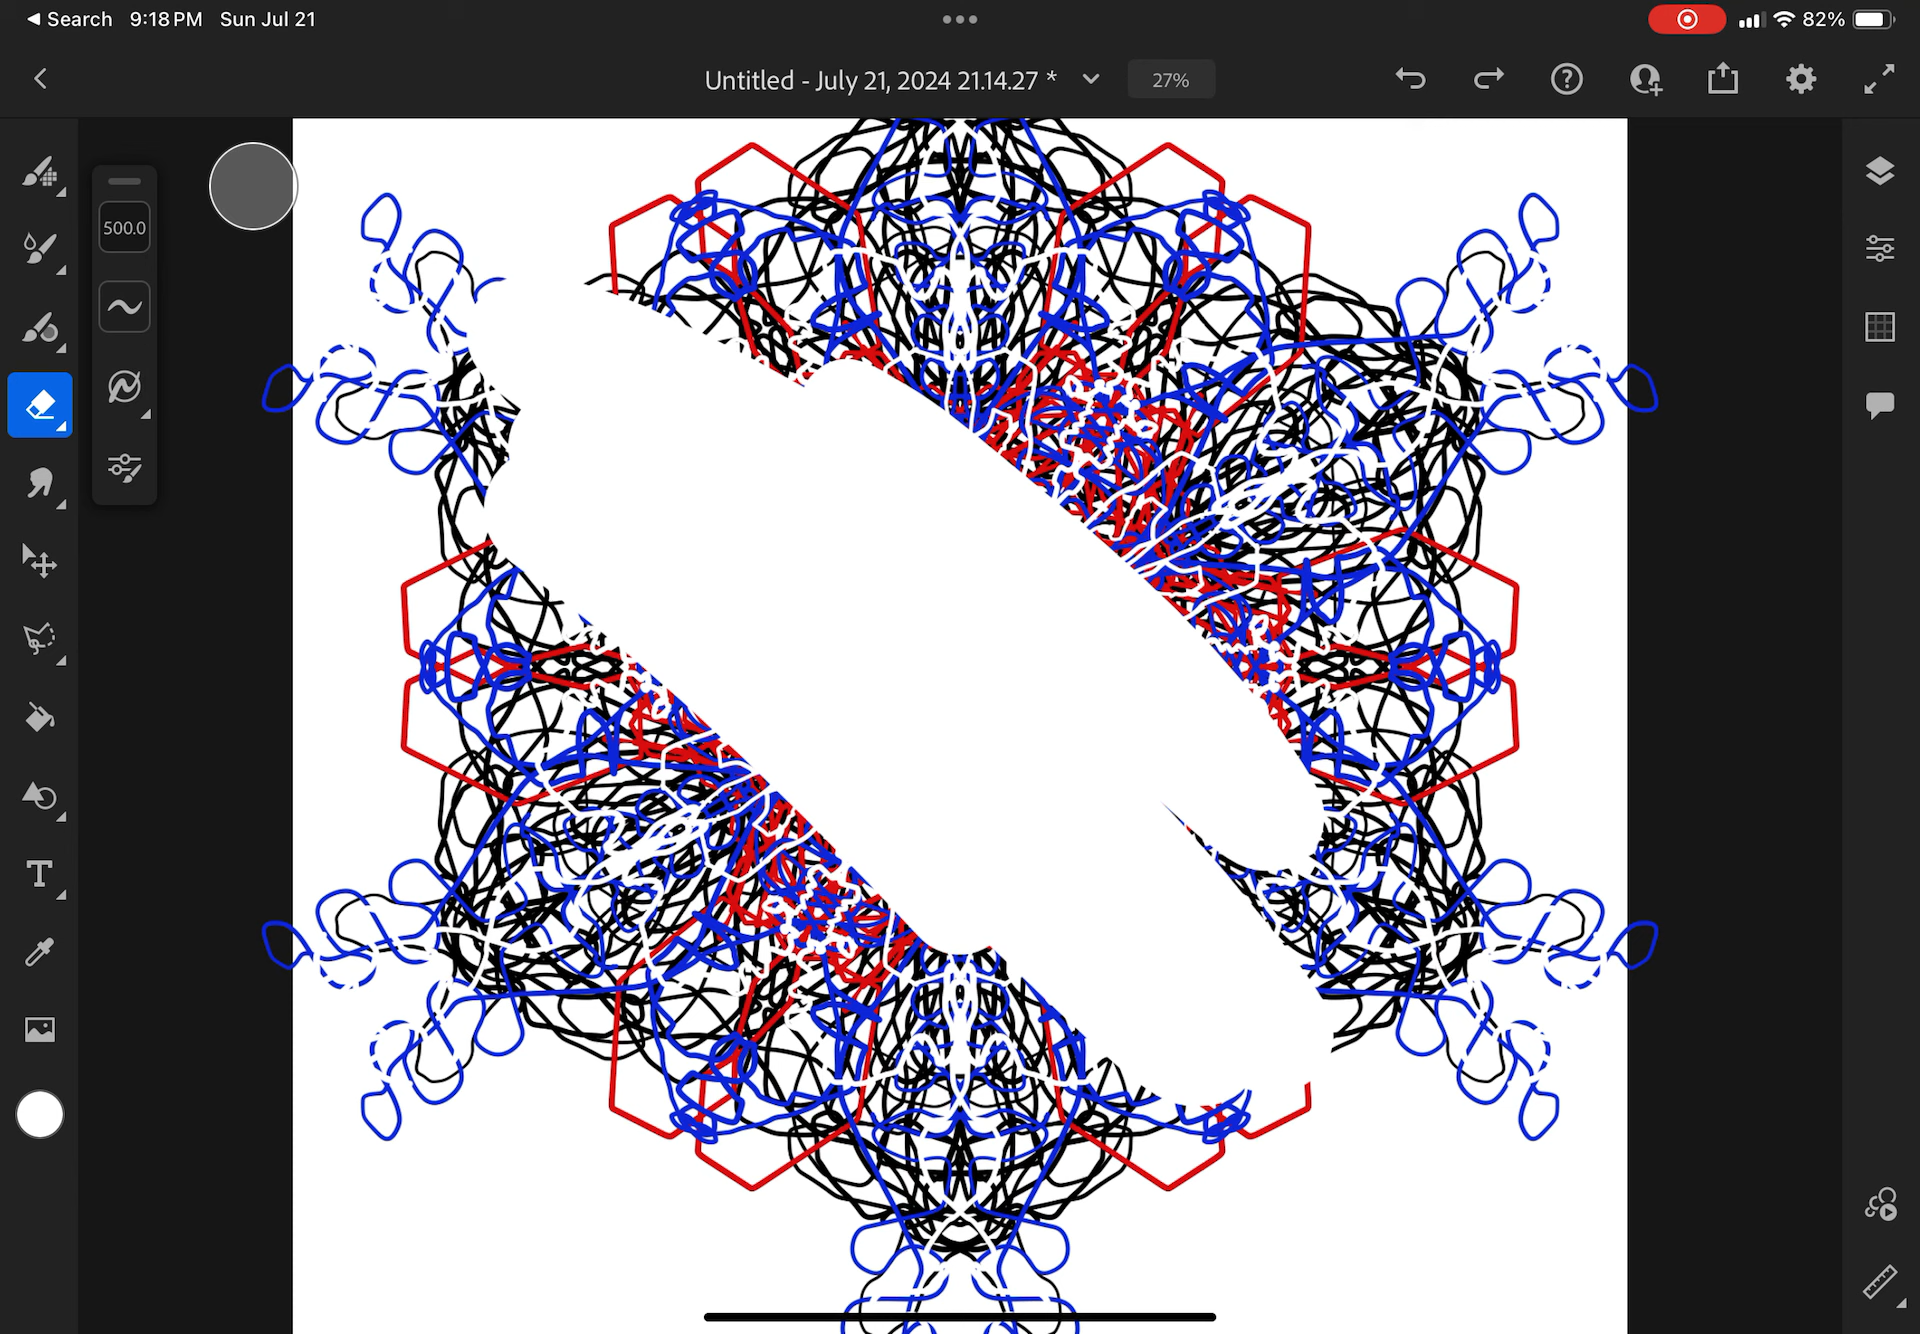 Search 9:18 PM Sun Jul 21
82%
Untitled - July 21, 2024 21.14.27 *
27%
500.0
T